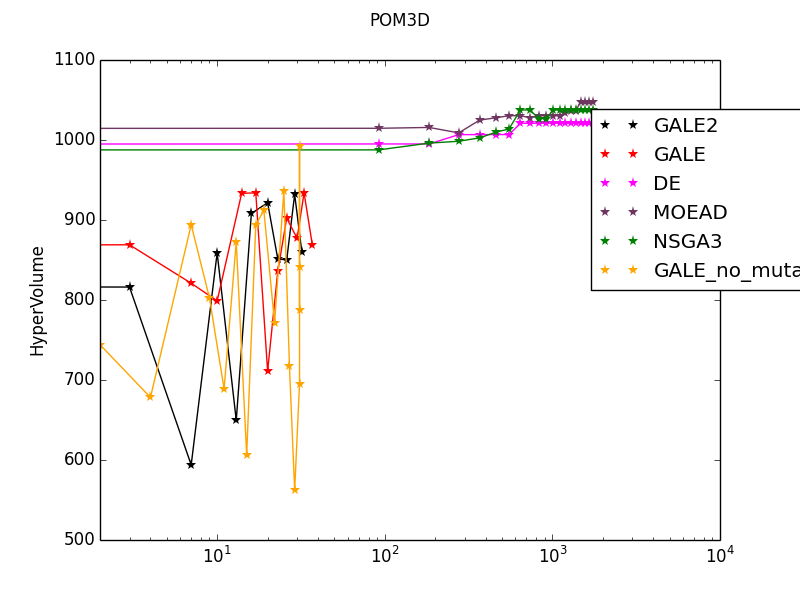 POM3D
1100
1000
900
800
700
600
500
HyperVolume
10^1
10^2
10^3
10^4
GALE2
GALE
DE
MOEAD
NSGA3
GALE_no_muta